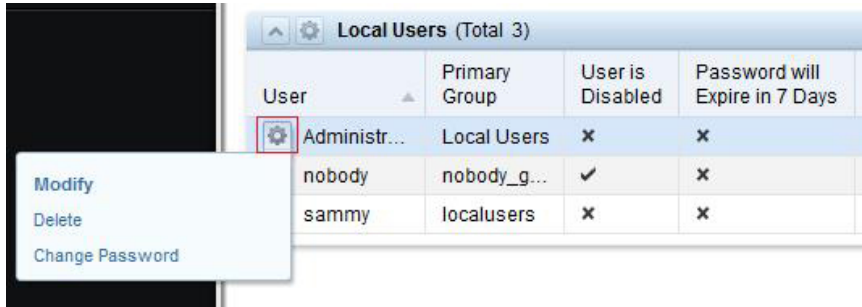 Local Users (Total 3)
User
Primary Group
User is Disabled
Password will Expire in 7 Days
Administr... Local Users
nobody nobody_g...
sammy localusers
Modify
Delete
Change Password